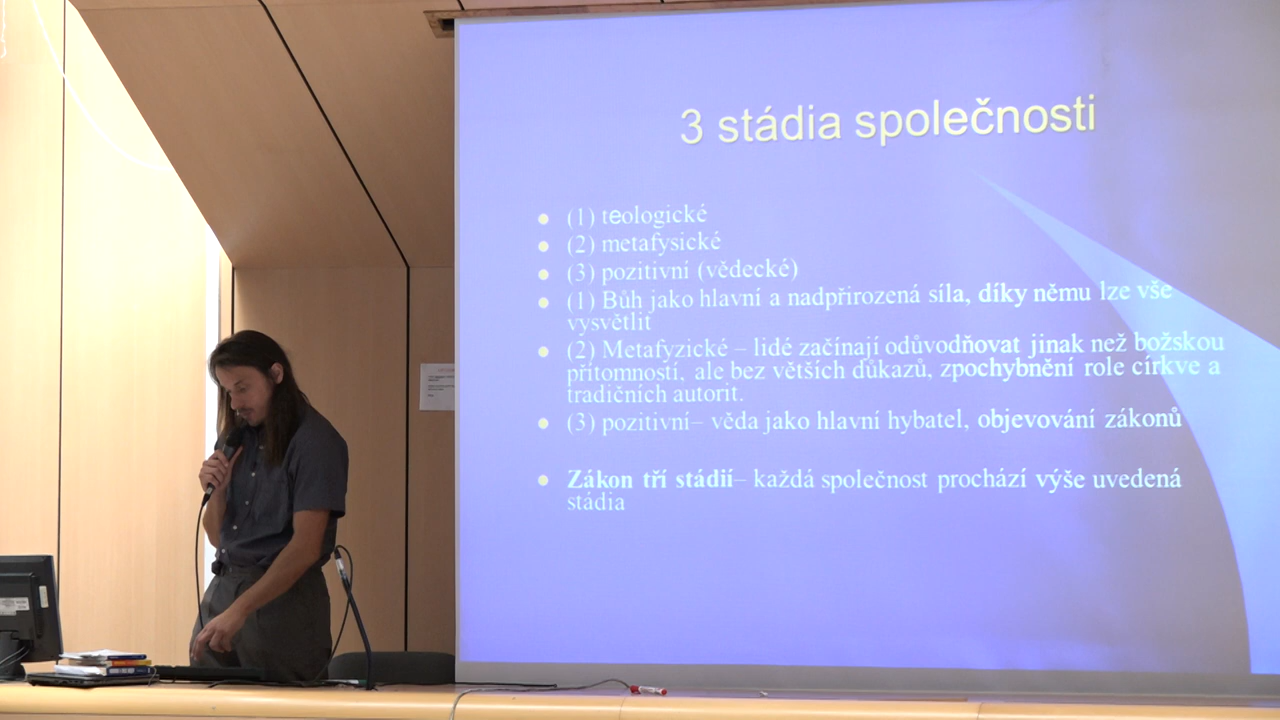 3 stádia společnosti
(1) teologické
(2) metafysické
(3) pozitivní (vědecké)
(1) Bůh jako hlavní a nadpřirozená síla, díky němu lze vše
vysvětlit
(2) Metafyzické – lidé začínají odůvodňovat jinak než božskou
přítomností, ale bez větších důkazů, zpochybnění role církve a
tradičních autorit.
(3) pozitivní– věda jako hlavní hybatel, objevování zákonů
Zákon tří stádií– každá společnost prochází výše uvedená
stádia